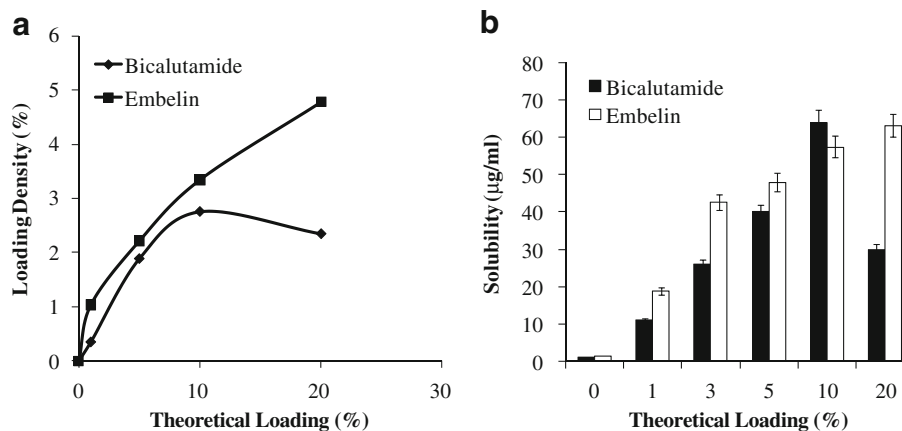 a
6
5
4
3
2
1
0
Loading Density (%)
Bicalutamide
Embelin
0 10 20 30
Theoretical Loading (%)
b
80
70
60
50
40
30
20
10
0
Solubility (µg/ml)
Bicalutamide
Embelin
0 1 3 5 10 20
Theoretical Loading (%)